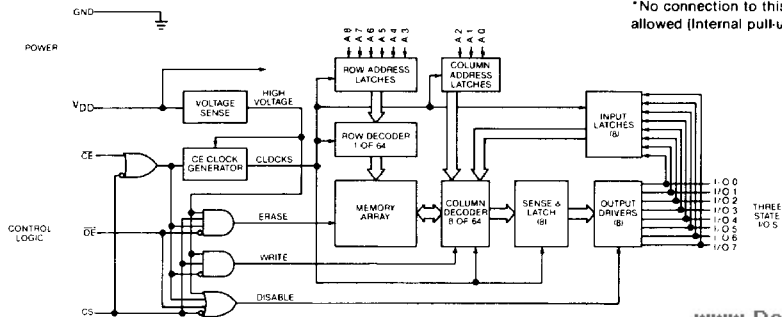 *No connection to this
allowed (Internal pull-u
GND
POWER
VDD
VOLTAGE
SENSE
HIGH
VOLTAGE
A8
A7
A6
A5
A4
A3
A2
A1
A0
ROW ADDRESS
LATCHES
COLUMN
ADDRESS
LATCHES
INPUT
LATCHES
(8)
CE
CE CLOCK
GENERATOR
CLOCKS
ROW DECODER
1 OF 64
MEMORY
ARRAY
COLUMN
DECODER
8 OF 64
SENSE &
LATCH
(8)
OUTPUT
DRIVERS
(8)
I/O 0
I/O 1
I/O 2
I/O 3
I/O 4
I/O 5
I/O 6
I/O 7
THREE
STATE
I/O S
CONTROL
LOGIC
OE
ERASE
WRITE
DISABLE
CS